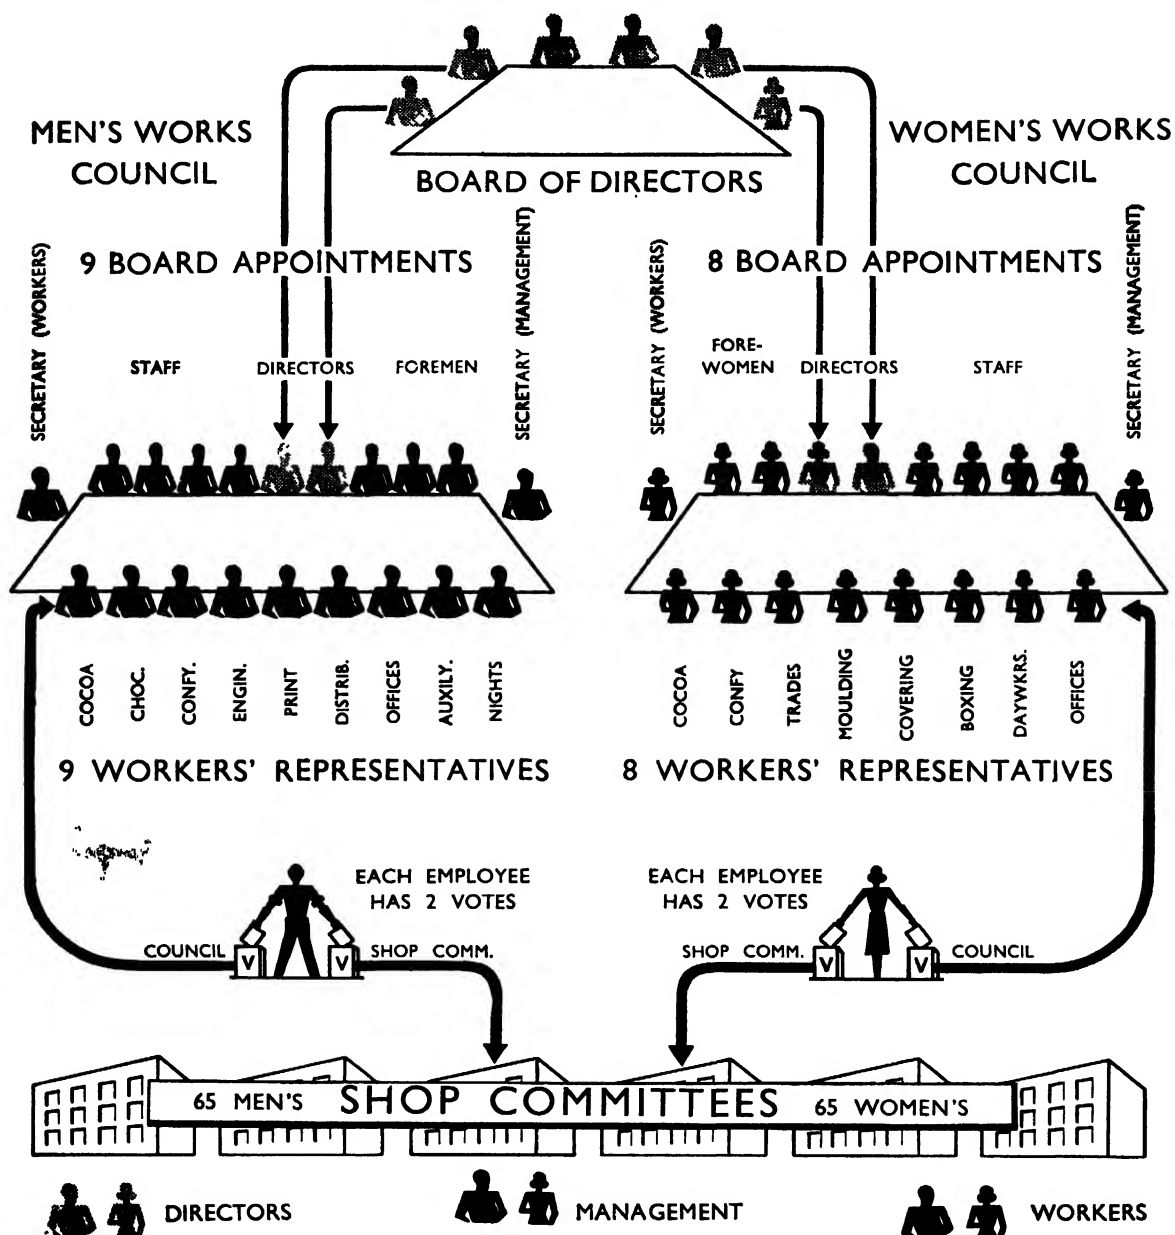 MEN'S WORKS
COUNCIL
WOMEN'S WORKS
COUNCIL
BOARD OF DIRECTORS
9 BOARD APPOINTMENTS
8 BOARD APPOINTMENTS
SECRETARY (WORKERS)
STAFF
DIRECTORS
FOREMEN
SECRETARY (MANAGEMENT)
SECRETARY (WORKERS)
FORE-
WOMEN
DIRECTORS
STAFF
SECRETARY (MANAGEMENT)
COCOA
CHOC.
CONFY.
ENGIN.
PRINT
DISTRIB.
OFFICES
AUXILY.
NIGHTS
COCOA
CONFY
TRADES
MOULDING
COVERING
BOXING
DAYWKRS.
OFFICES
9 WORKERS' REPRESENTATIVES
8 WORKERS' REPRESENTATIVES
EACH EMPLOYEE
HAS 2 VOTES
EACH EMPLOYEE
HAS 2 VOTES
COUNCIL
V
V
SHOP COMM.
SHOP COMM.
V
V
COUNCIL
65 MEN'S SHOP COMMITTEES 65 WOMEN'S
DIRECTORS
MANAGEMENT
WORKERS